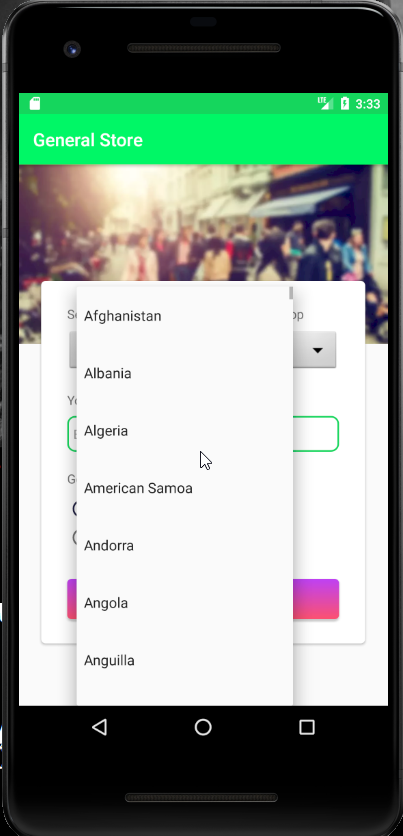 LTE 3:33
General Store
Se
op
Afghanistan
Albania
Yo
Algeria
E
American Samoa
G
Andorra
Angola
Anguilla